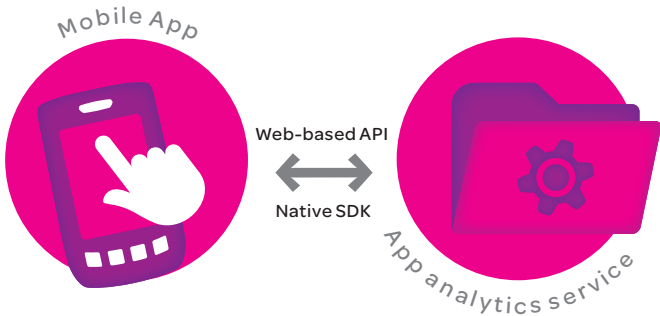 Mobile App
Web-based API
Native SDK
App analytics service